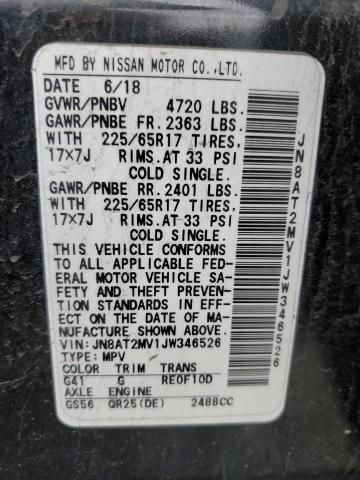 MFD BY NISSAN MOTOR CO.,LTD.
DATE 6/18
GVWR/PNBV 4720 LBS.
GAWR/PNBE FR. 2363 LBS.
WITH 225/65R17 TIRES,
17×7J RIMS.AT 33 PSI
COLD SINGLE.
GAWR/PNBE RR. 2401 LBS.
WITH 225/65R17 TIRES,
17×7J RIMS.AT 33 PSI
COLD SINGLE.
THIS VEHICLE CONFORMS
TO ALL APPLICABLE FED-
ERAL MOTOR VEHICLE SA-
FETY AND THEFT PREVEN-
TION STANDARDS IN EFF-
ECT ON THE DATE OF MA-
NUFACTURE SHOWN ABOVE.
VIN: JN8AT2MV1JW346526
TYPE: MPV
COLOR TRIM TRANS
G41 G RE0F10D
AXLE ENGINE
GS56 QR25(DE) 2488CC
JN8AT2MV1JW346526